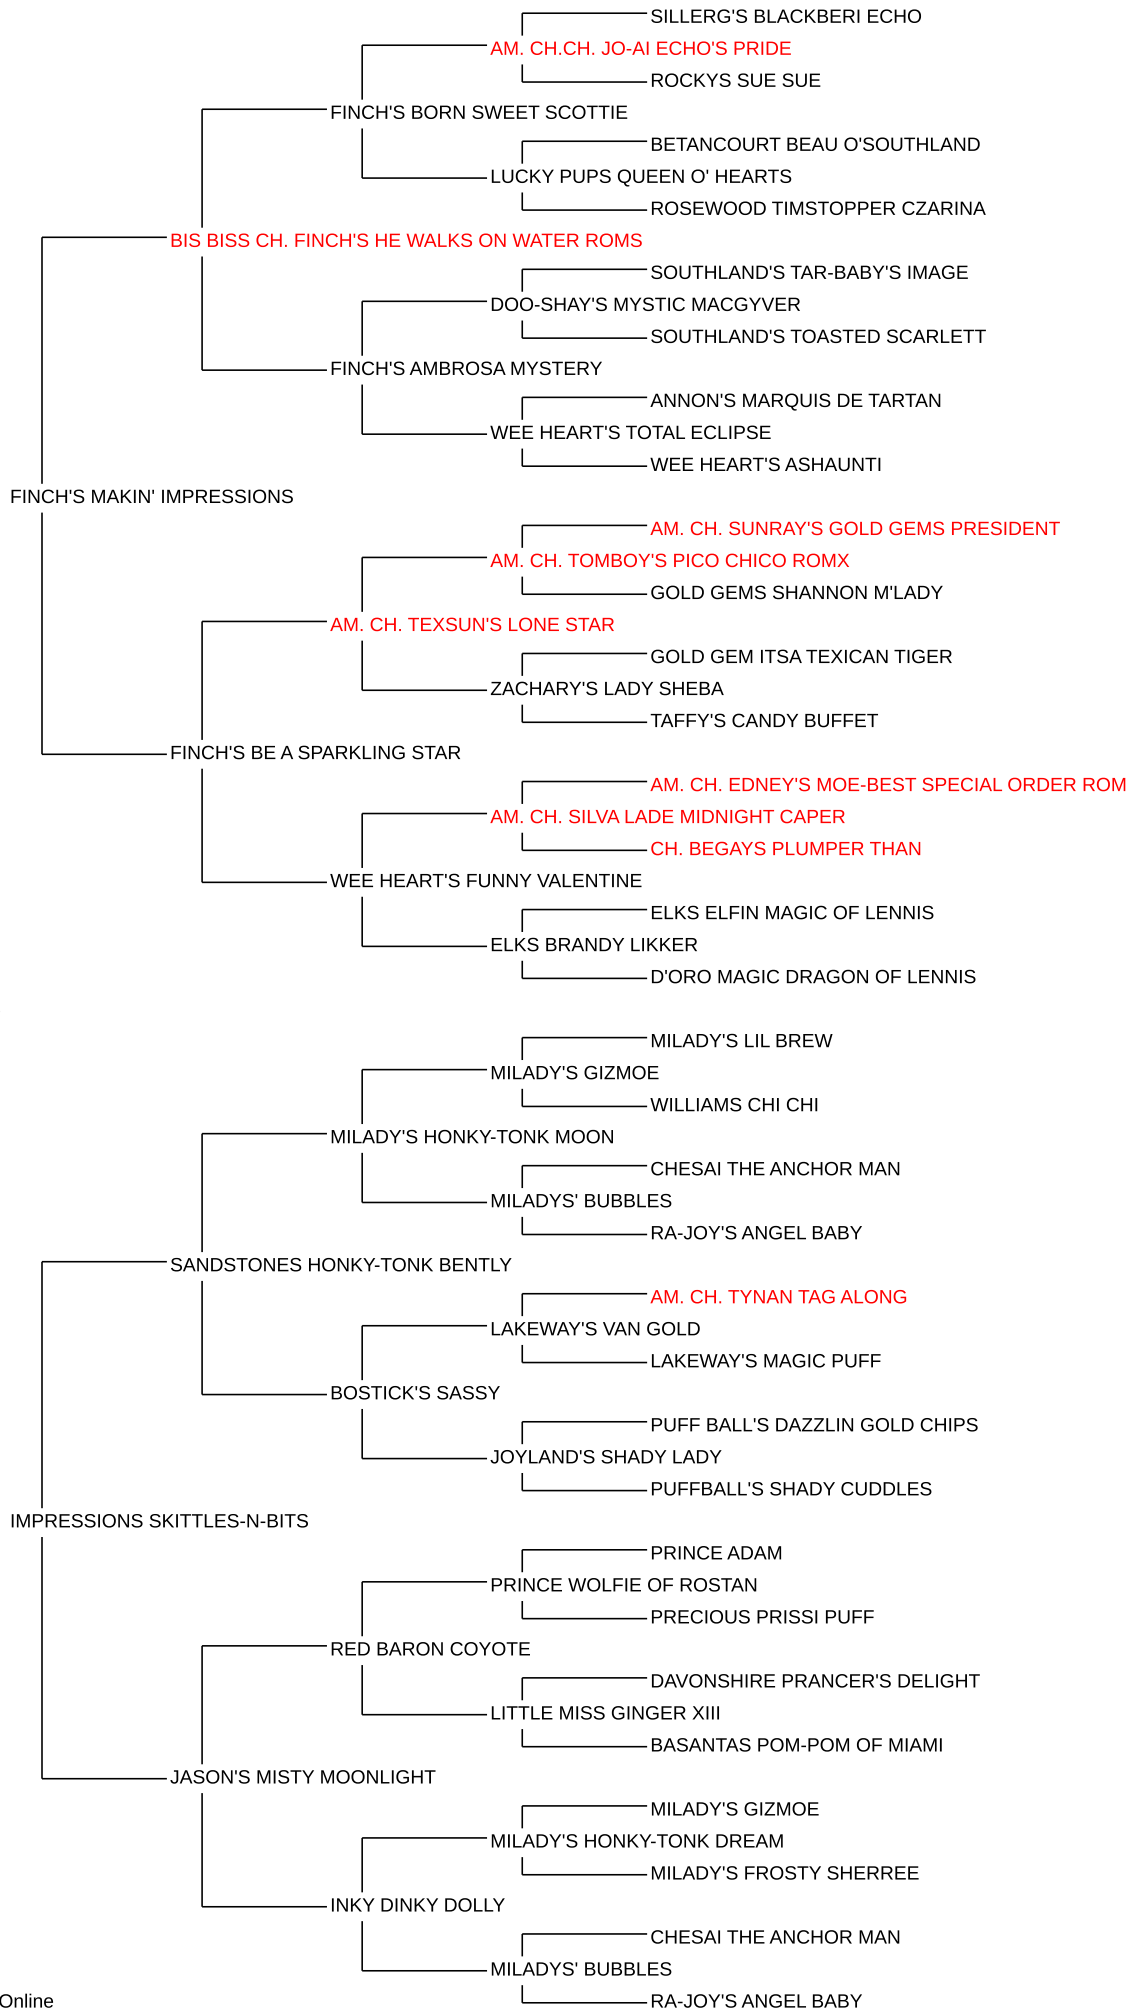 SILLERG'S BLACKBERI ECHO
AM. CH.CH. JO-AI ECHO'S PRIDE
ROCKYS SUE SUE
FINCH'S BORN SWEET SCOTTIE
BETANCOURT BEAU O'SOUTHLAND
LUCKY PUPS QUEEN O' HEARTS
ROSEWOOD TIMSTOPPER CZARINA
BIS BISS CH. FINCH'S HE WALKS ON WATER ROMS
SOUTHLAND'S TAR-BABY'S IMAGE
DOO-SHAY'S MYSTIC MACGYVER
SOUTHLAND'S TOASTED SCARLETT
FINCH'S AMBROSA MYSTERY
ANNON'S MARQUIS DE TARTAN
WEE HEART'S TOTAL ECLIPSE
WEE HEART'S ASHAUNTI
FINCH'S MAKIN' IMPRESSIONS
AM. CH. SUNRAY'S GOLD GEMS PRESIDENT
AM. CH. TOMBOY'S PICO CHICO ROMX
GOLD GEMS SHANNON M'LADY
AM. CH. TEXSUN'S LONE STAR
GOLD GEM ITSA TEXICAN TIGER
ZACHARY'S LADY SHEBA
TAFFY'S CANDY BUFFET
FINCH'S BE A SPARKLING STAR
AM. CH. EDNEY'S MOE-BEST SPECIAL ORDER ROM
AM. CH. SILVA LADE MIDNIGHT CAPER
CH. BEGAYS PLUMPER THAN
WEE HEART'S FUNNY VALENTINE
ELKS ELFIN MAGIC OF LENNIS
ELKS BRANDY LIKKER
D'ORO MAGIC DRAGON OF LENNIS
MILADY'S LIL BREW
MILADY'S GIZMOE
WILLIAMS CHI CHI
MILADY'S HONKY-TONK MOON
CHESAI THE ANCHOR MAN
MILADYS' BUBBLES
RA-JOY'S ANGEL BABY
SANDSTONES HONKY-TONK BENTLY
AM. CH. TYNAN TAG ALONG
LAKEWAY'S VAN GOLD
LAKEWAY'S MAGIC PUFF
BOSTICK'S SASSY
PUFF BALL'S DAZZLIN GOLD CHIPS
JOYLAND'S SHADY LADY
PUFFBALL'S SHADY CUDDLES
IMPRESSIONS SKITTLES-N-BITS
PRINCE ADAM
PRINCE WOLFIE OF ROSTAN
PRECIOUS PRISSI PUFF
RED BARON COYOTE
DAVONSHIRE PRANCER'S DELIGHT
LITTLE MISS GINGER XIII
BASANTAS POM-POM OF MIAMI
JASON'S MISTY MOONLIGHT
MILADY'S GIZMOE
MILADY'S HONKY-TONK DREAM
MILADY'S FROSTY SHERREE
INKY DINKY DOLLY
CHESAI THE ANCHOR MAN
MILADYS' BUBBLES
RA-JOY'S ANGEL BABY
Online